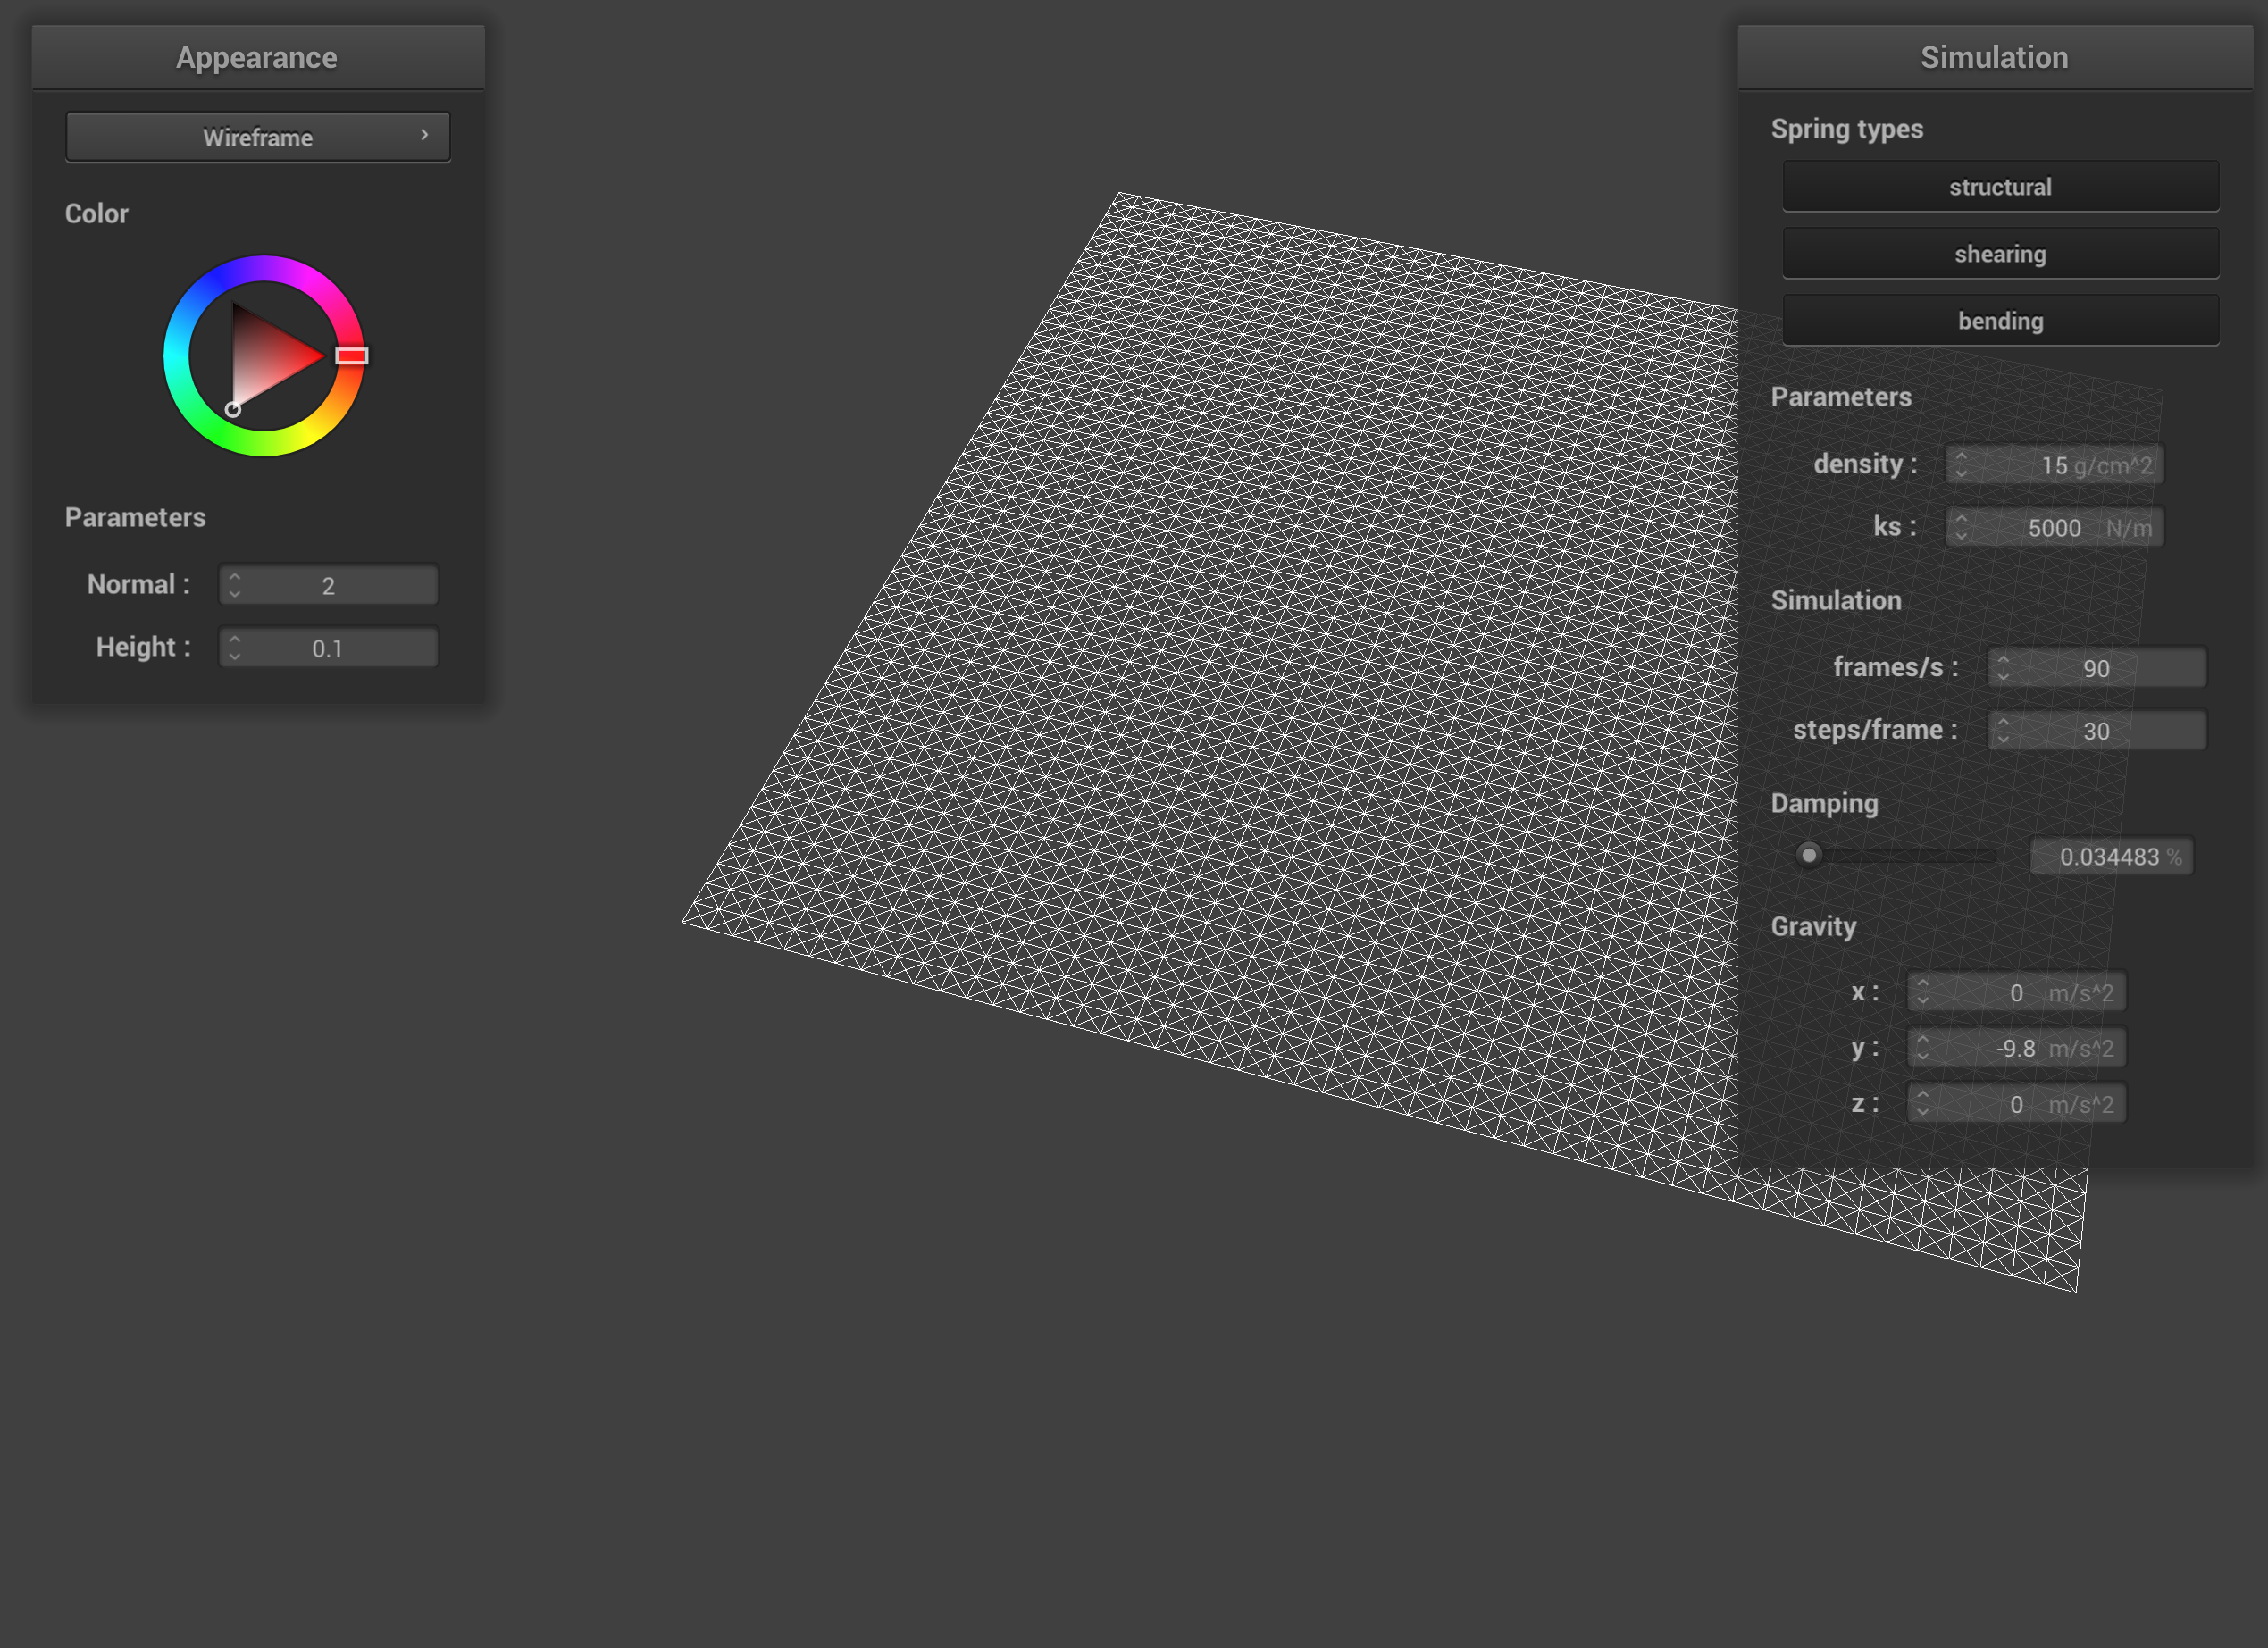 Appearance
Wireframe
Color
Parameters
Normal : 2
Height : 0.1
Simulation
Spring types
structural
shearing
bending
Parameters
density : 15 g/cm^2
ks : 5000 N/m
Simulation
frames/s : 90
steps/frame : 30
Damping
0.034483 %
Gravity
x : 0 m/s^2
y : -9.8 m/s^2
z : 0 m/s^2